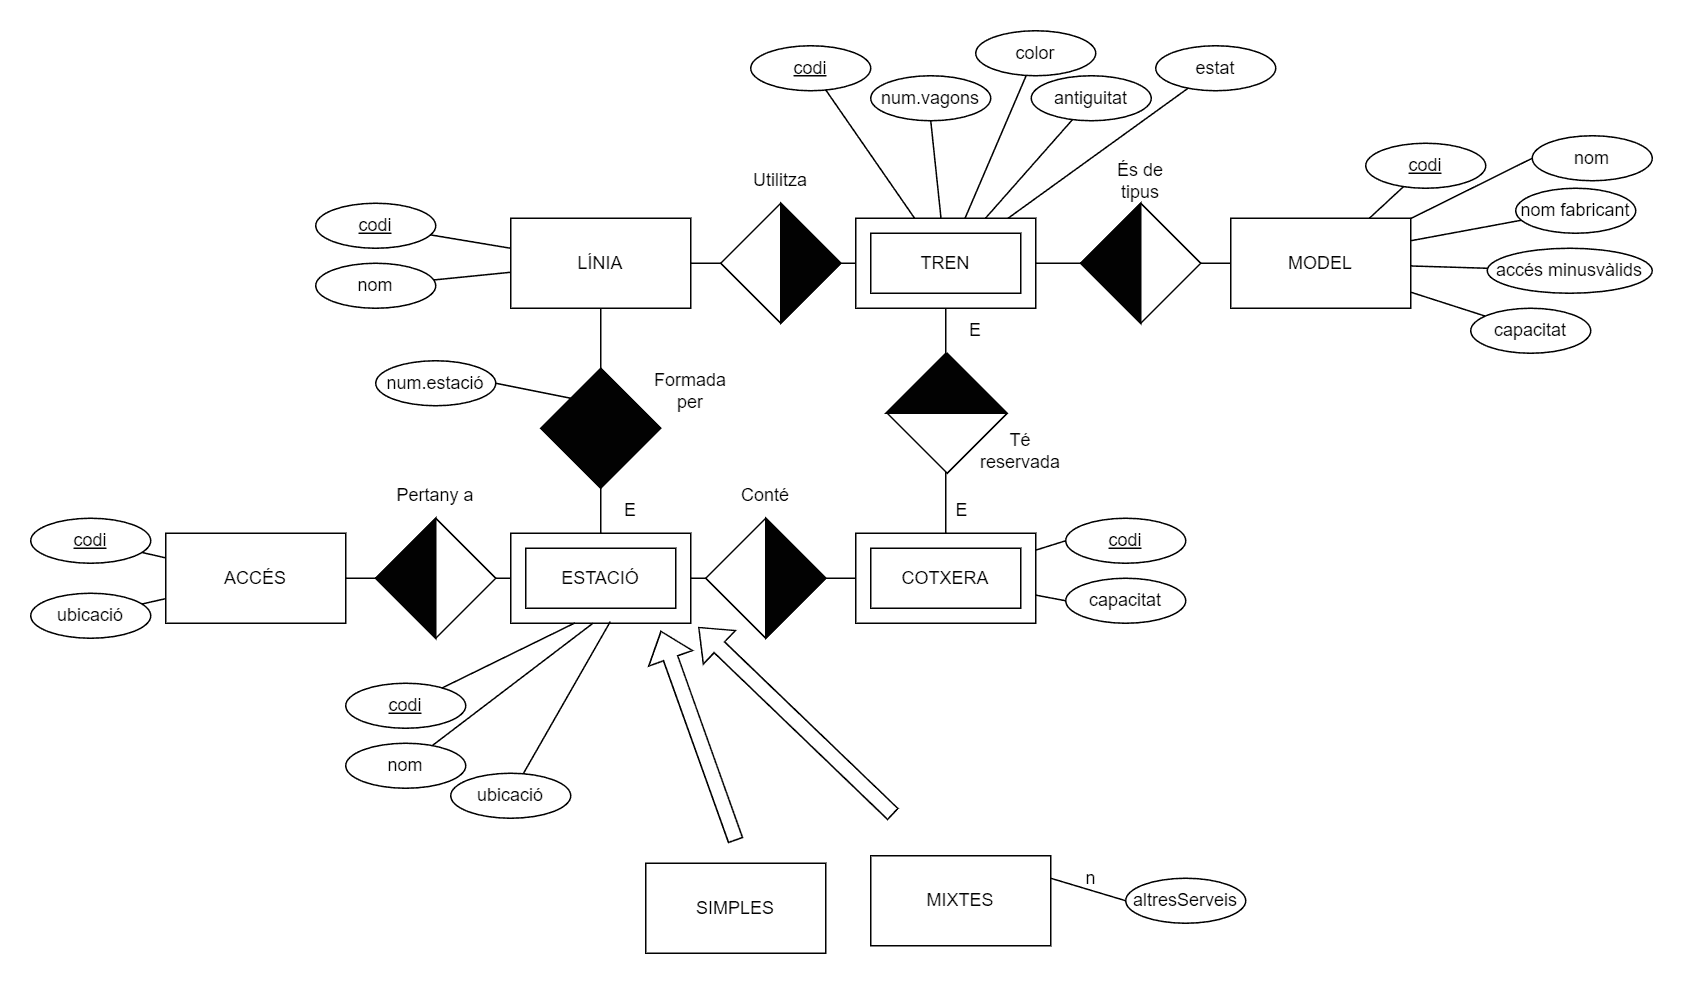 color
codi
estat
num.vagons
antiguitat
És de
tipus
Utilitza
codi
nom
codi
nom fabricant
LÍNIA
TREN
MODEL
accés minusvàlids
nom
E
capacitat
num.estació
Formada
per
Té
reservada
Pertany a
Conté
E
E
codi
codi
ACCÉS
ESTACIÓ
COTXERA
ubicació
capacitat
codi
nom
ubicació
SIMPLES
MIXTES
n
altresServeis